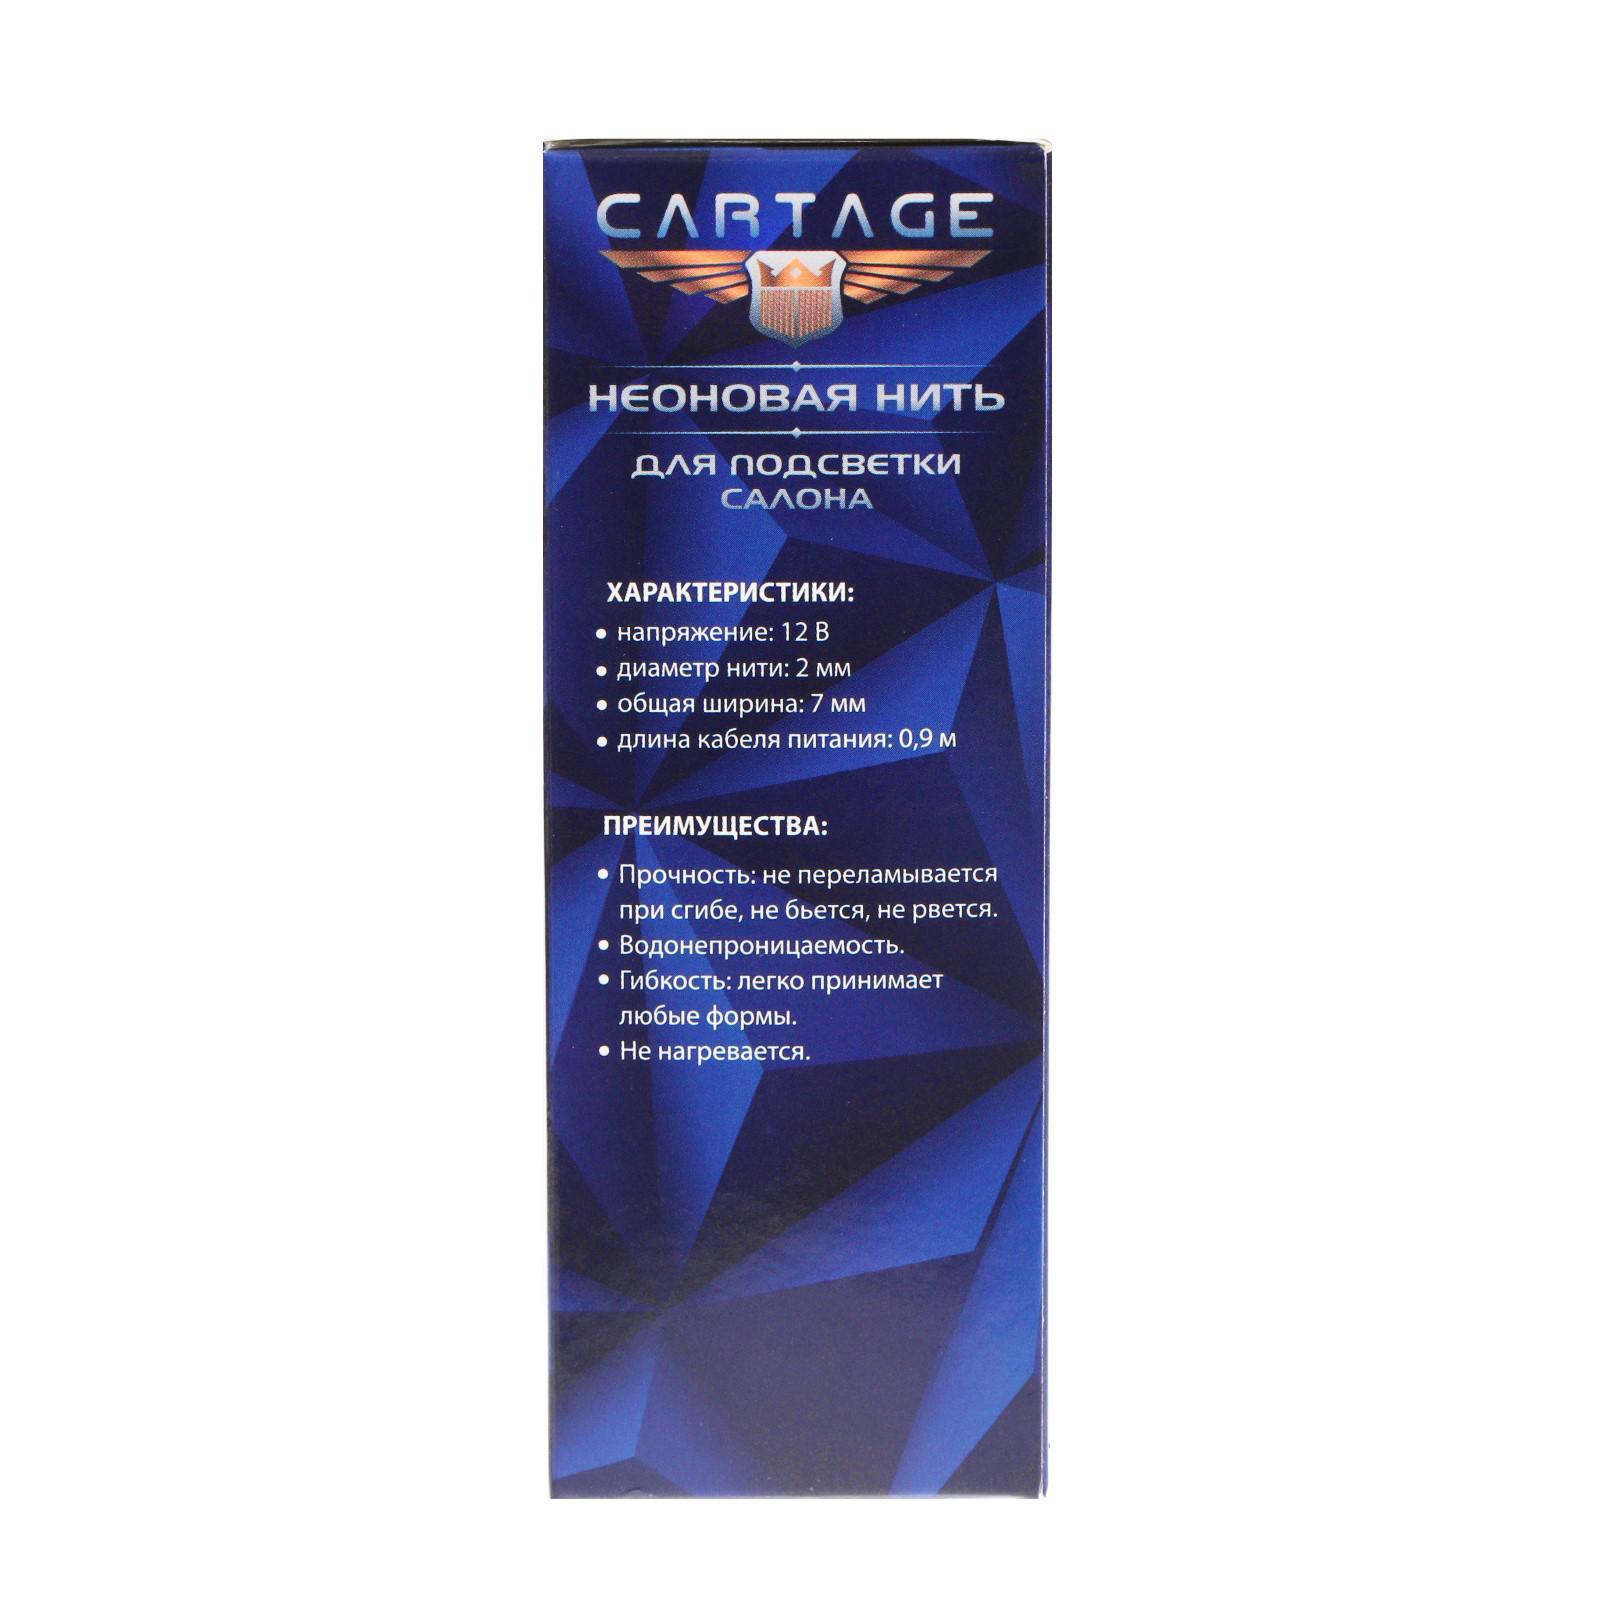 CARTAGE
НЕОНОВАЯ НИТЬ
ДЛЯ ПОДСВЕТКИ
САЛОНА
ХАРАКТЕРИСТИКИ:
• напряжение: 12 В
• диаметр нити: 2 мм
• общая ширина: 7 мм
• длина кабеля питания: 0,9 м
ПРЕИМУЩЕСТВА:
• Прочность: не переламывается
при сгибе, не бьется, не рвется.
• Водонепроницаемость.
• Гибкость: легко принимает
любые формы.
• Не нагревается.